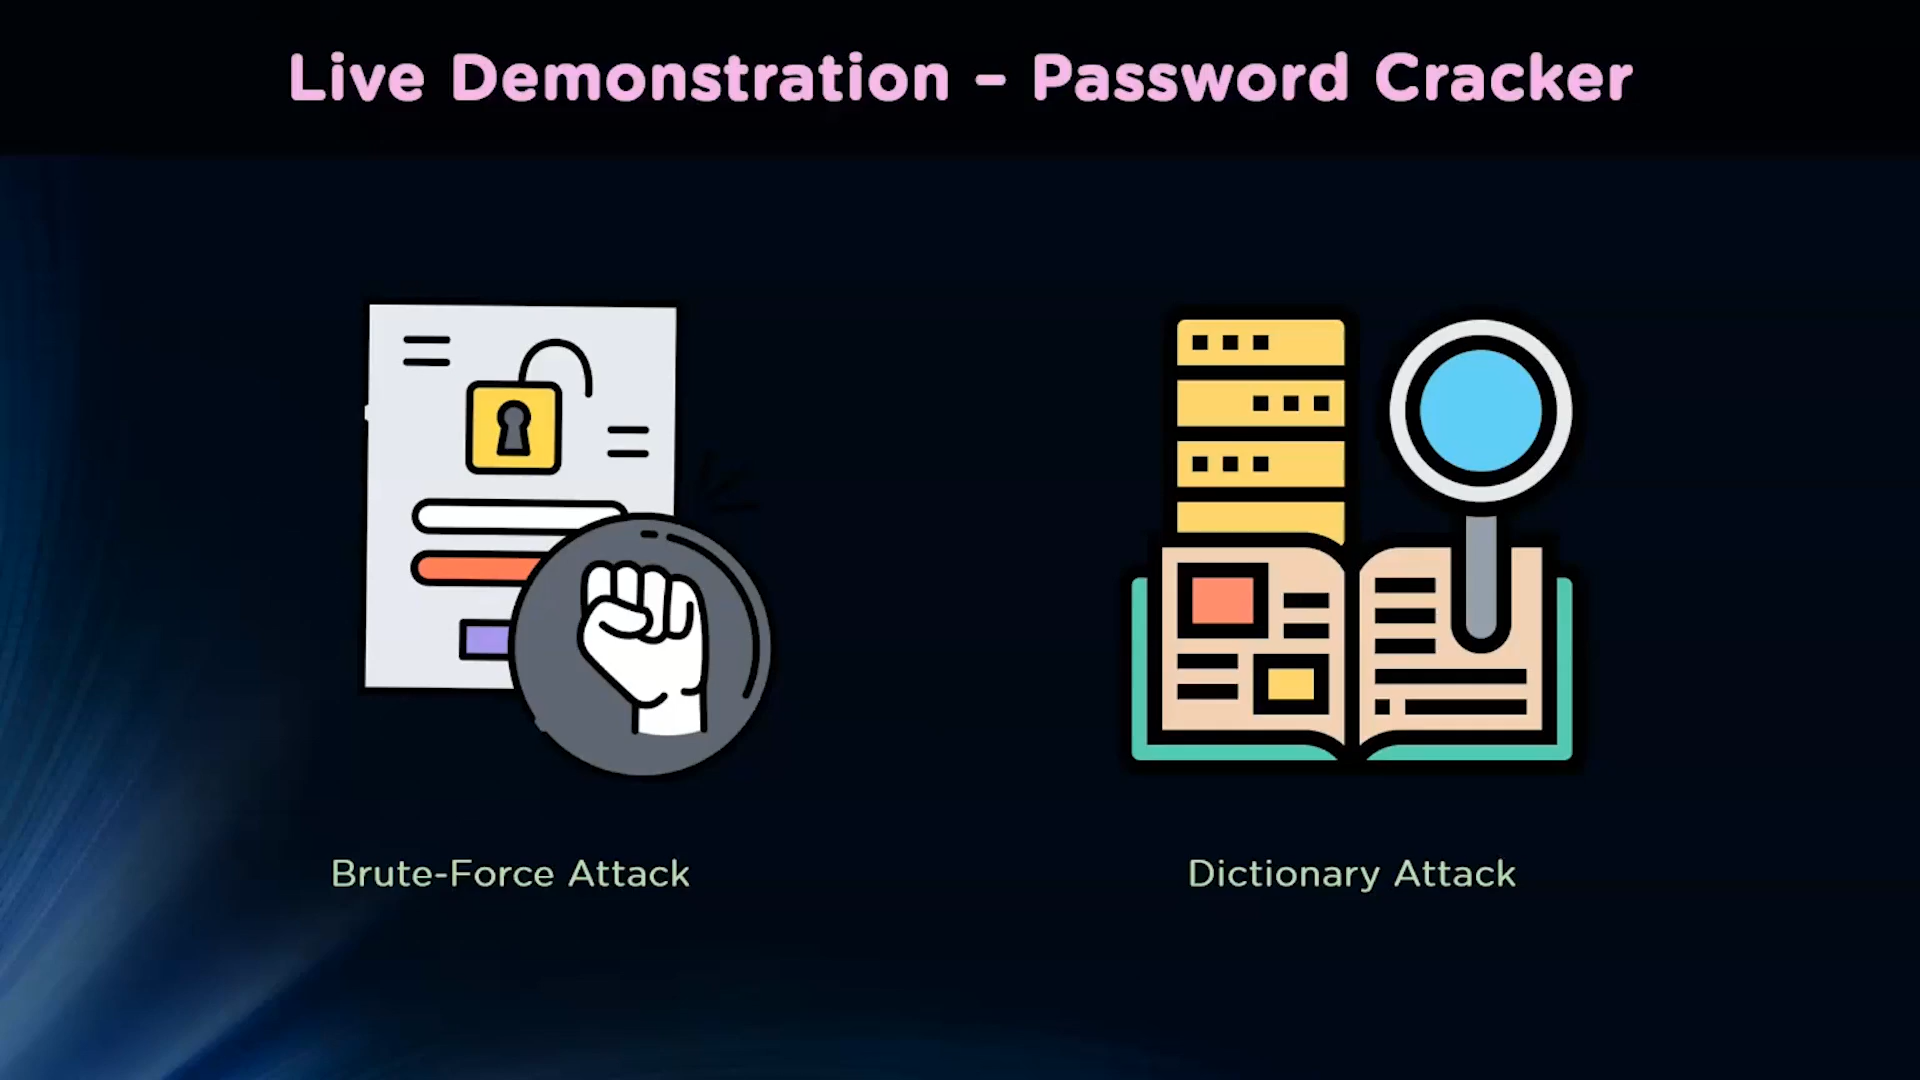 Live Demonstration – Password Cracker
Brute-Force Attack
Dictionary Attack